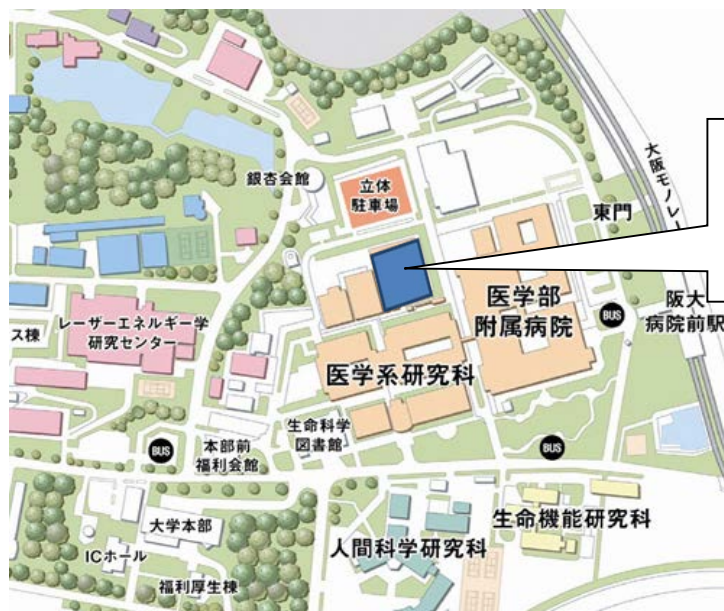 大阪モノレー
銀杏会館
立体
駐車場
東門
医学部
附属病院
阪大
病院前駅
BUS
レーザーエネルギー学
研究センター
ス棟
医学系研究科
生命科学
図書館
本部前
福利会館
BUS
BUS
大学本部
生命機能研究科
人間科学研究科
ICホール
福利厚生棟